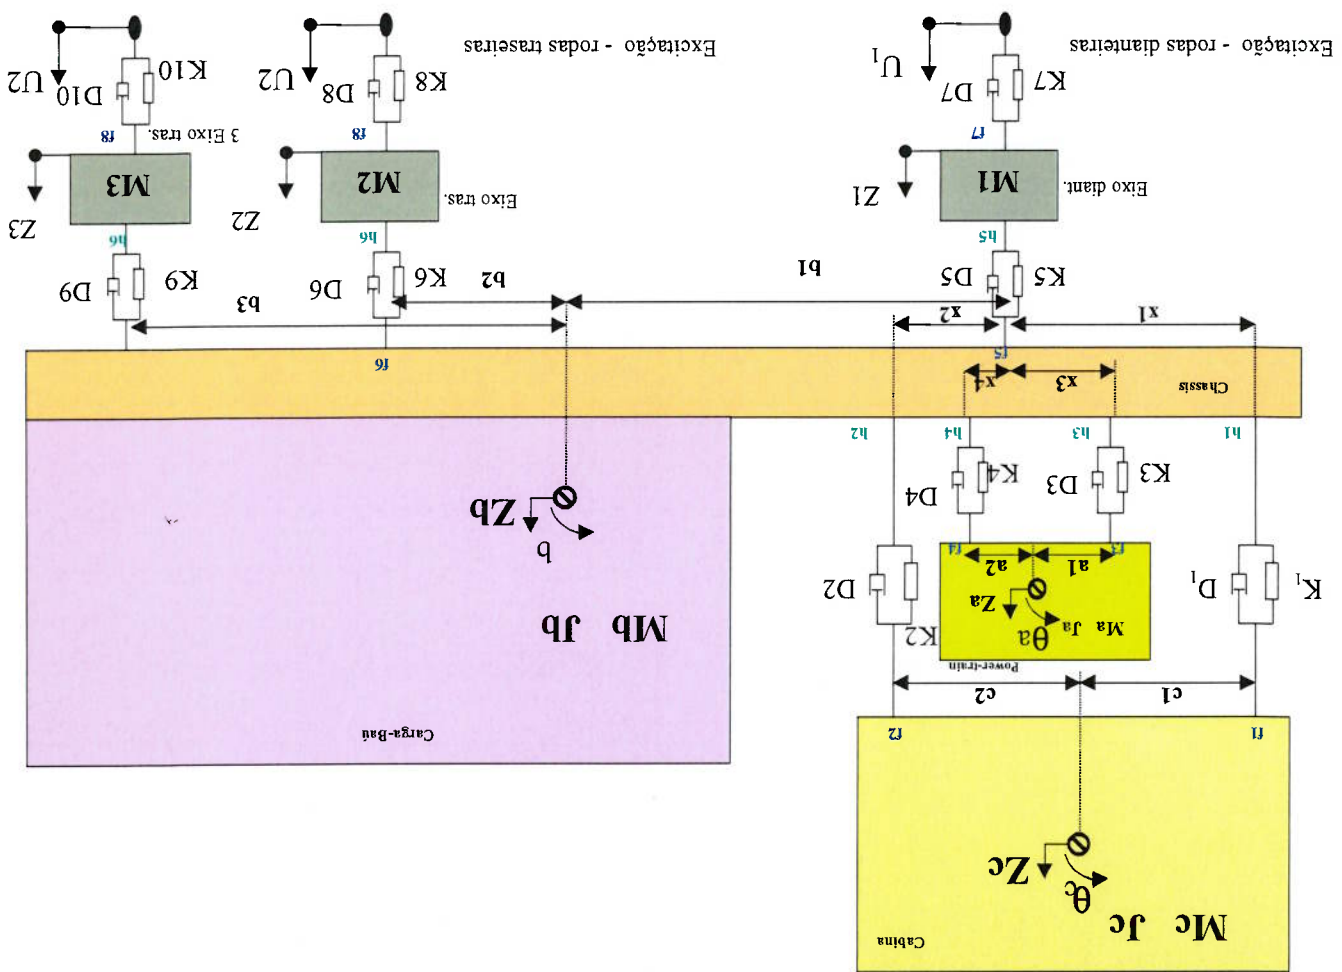 Cabina
Mc Jc
θc
Zc
f1
f2
c1
c2
Power-train
Ma Ja
θa
Za
a1
a2
f3
f4
K1
D1
K2
D2
K3
D3
K4
D4
h1
h3
h4
h2
Carga-Baú
Mb Jb
b
Zb
Chassis
x3
x4
f5
f6
x1
x2
b1
b2
b3
K5
D5
K6
D6
K9
D9
h5
h6
h6
Eixo diant.
M1
Z1
Eixo tras.
M2
Z2
M3
Z3
3 Eixo tras.
f7
f8
f8
K7
D7
U1
K8
D8
U2
K10
D10
U2
Excitação - rodas dianteiras
Excitação - rodas traseiras